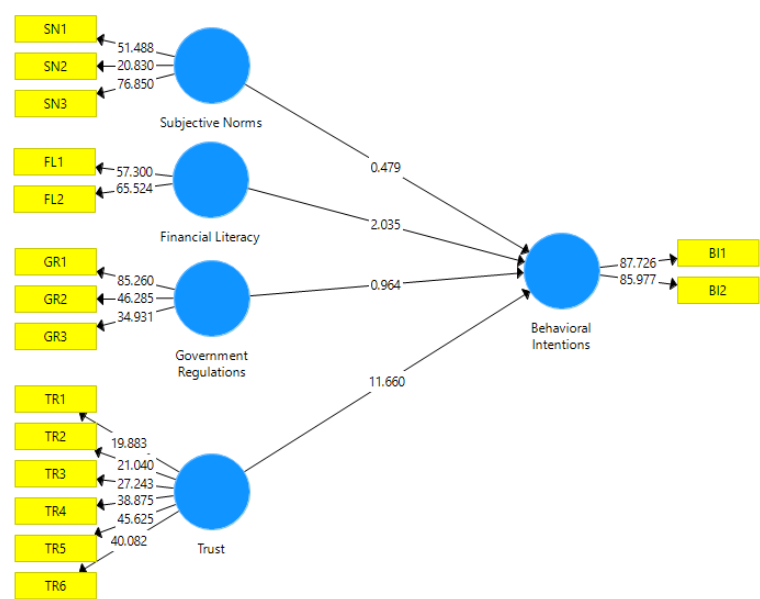 SN1
51.488
SN2
20.830
76.850
SN3
Subjective Norms
0.479
FL1
57.300
65.524
FL2
2.035
Financial Literacy
GR1
85.260
GR2
46.285
34.931
GR3
0.964
Government
Regulations
BI1
87.726
85.977
BI2
Behavioral
Intentions
11.660
TR1
19.883
TR2
21.040
TR3
27.243
38.875
TR4
45.625
TR5
40.082
TR6
Trust